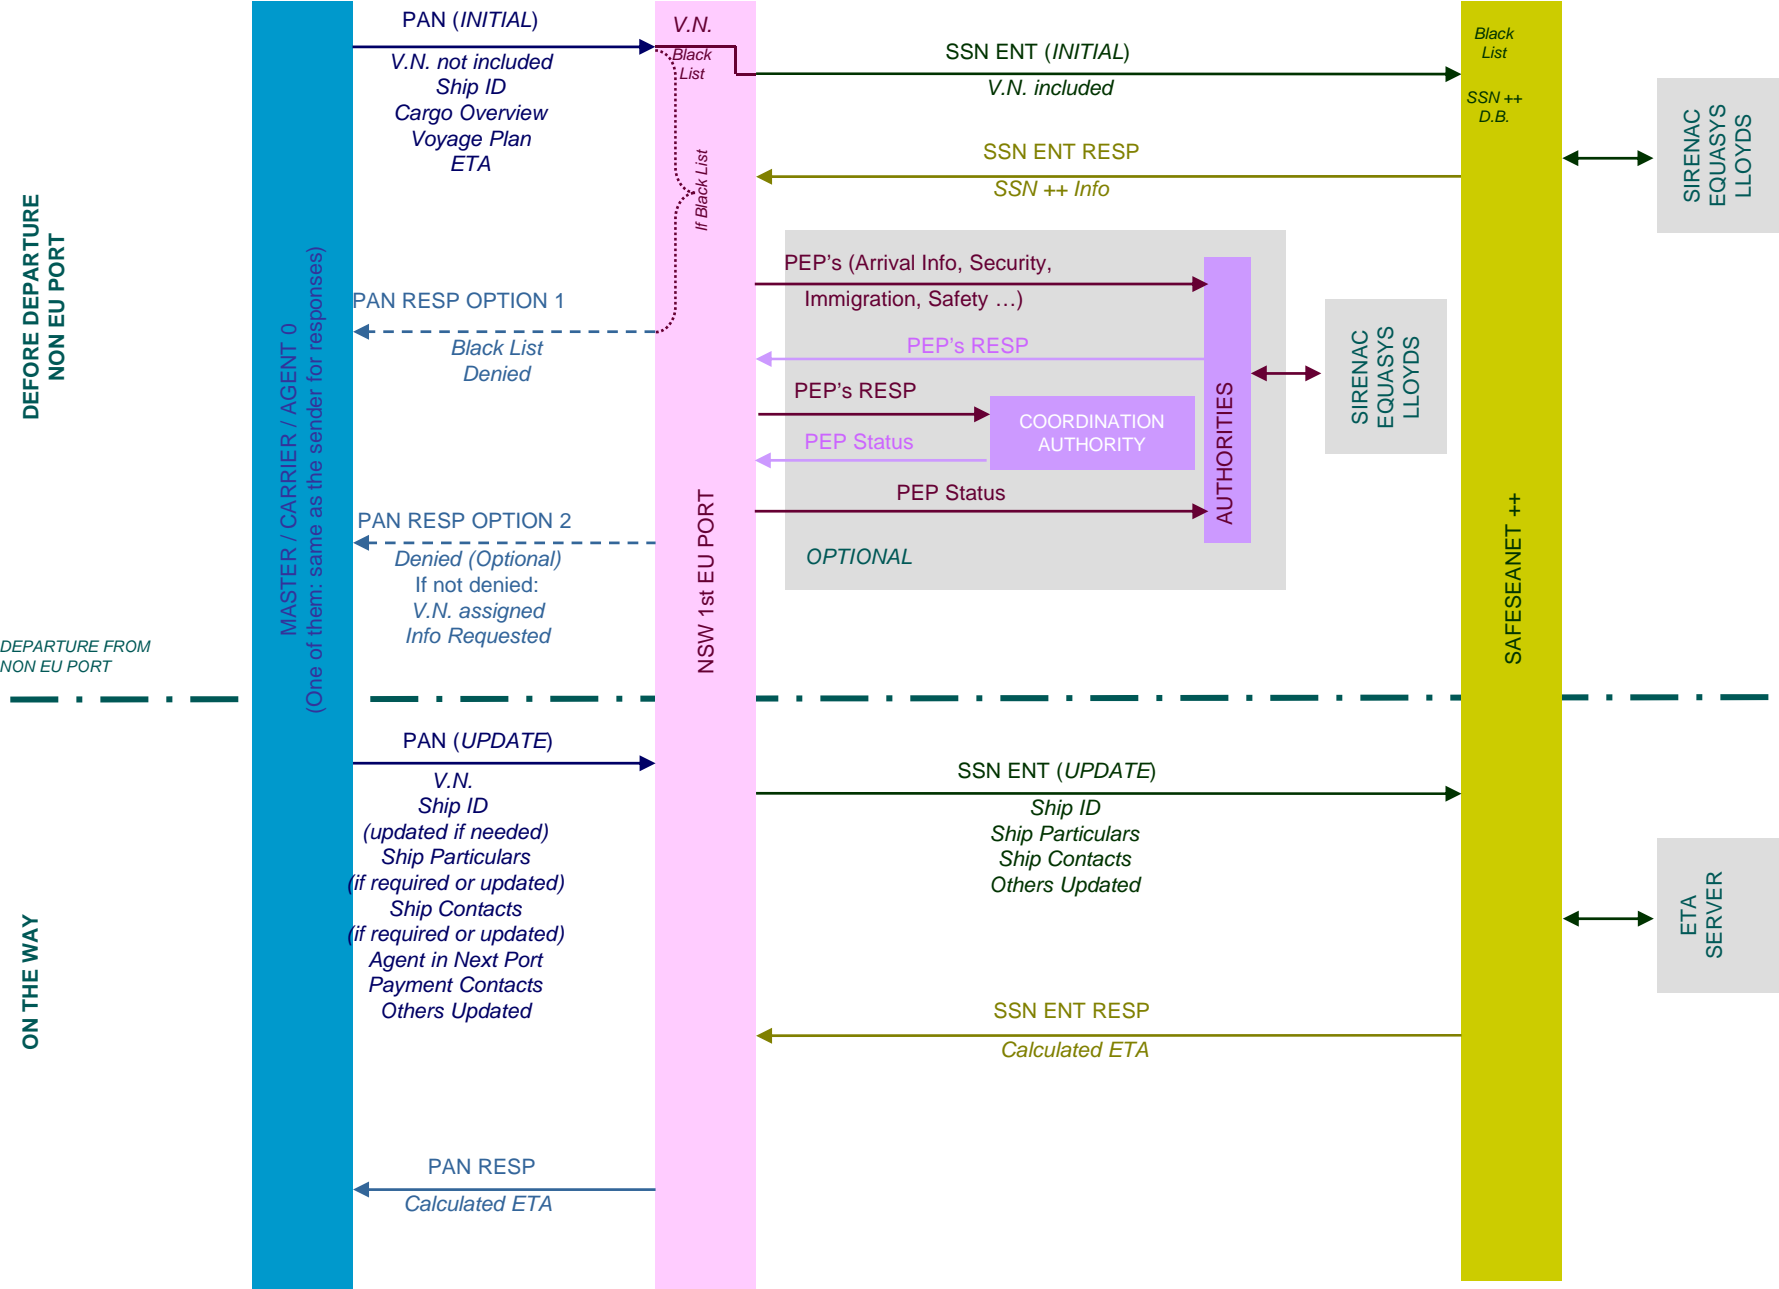 PAN (INITIAL)
V.N. not included
Ship ID
Cargo Overview
Voyage Plan
ETA
V.N.
Black
List
If Black List
SSN ENT (INITIAL)
V.N. included
Black
List
SSN ++
D.B.
SIRENAC
EQUASYS
LLOYDS
SSN ENT RESP
SSN ++ Info
DEFORE DEPARTURE
NON EU PORT
MASTER / CARRIER / AGENT 0
(One of them: same as the sender for responses)
PAN RESP OPTION 1
Black List
Denied
PEP's (Arrival Info, Security,
Immigration, Safety …)
PEP's RESP
PEP's RESP
COORDINATION
AUTHORITY
PEP Status
PEP Status
OPTIONAL
AUTHORITIES
SIRENAC
EQUASYS
LLOYDS
PAN RESP OPTION 2
Denied (Optional)
If not denied:
V.N. assigned
Info Requested
NSW 1st EU PORT
SAFESEANET ++
DEPARTURE FROM
NON EU PORT
PAN (UPDATE)
V.N.
Ship ID
(updated if needed)
Ship Particulars
(if required or updated)
Ship Contacts
(if required or updated)
Agent in Next Port
Payment Contacts
Others Updated
SSN ENT (UPDATE)
Ship ID
Ship Particulars
Ship Contacts
Others Updated
ETA
SERVER
ON THE WAY
SSN ENT RESP
Calculated ETA
PAN RESP
Calculated ETA